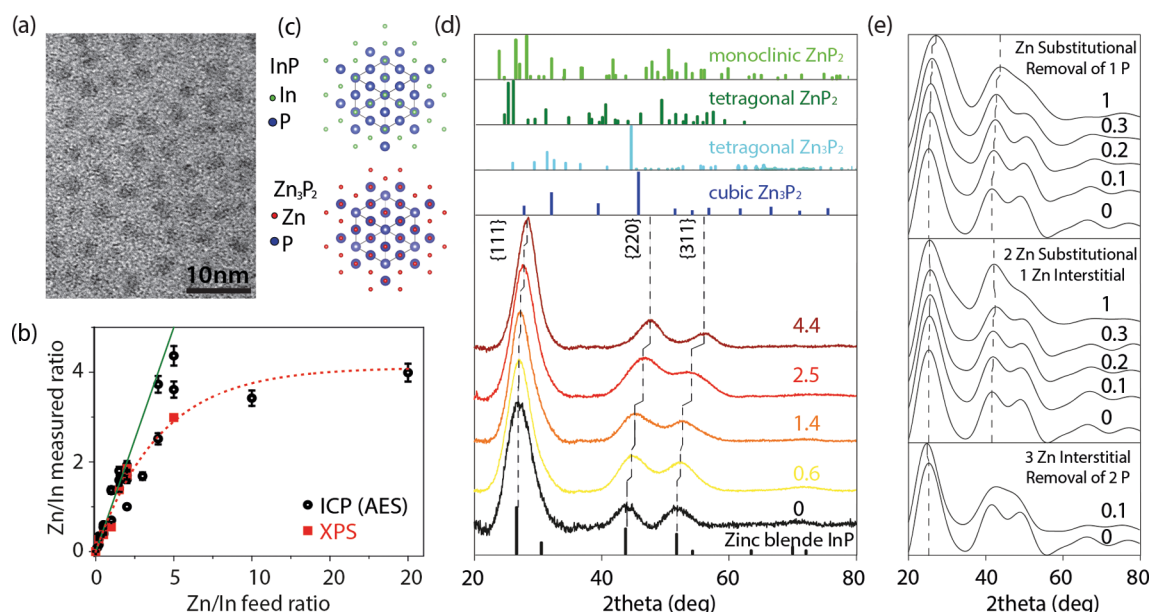 (a)
10nm
(c)
InP
In
P
Zn₃P₂
Zn
P
(b)
Zn/In measured ratio
4
2
0
0
5
10
20
20
ICP (AES)
XPS
Zn/In feed ratio
(d)
monoclinic ZnP₂
tetragonal ZnP₂
tetragonal Zn₃P₂
cubic Zn₃P₂
{111}
{220}
{311}
4.4
2.5
1.4
0.6
0
Zinc blende InP
20
40
60
80
2theta (deg)
(e)
Zn Substitutional
Removal of 1 P
1
0.3
0.2
0.1
0
2 Zn Substitutional
1 Zn Interstitial
1
0.3
0.2
0.1
0
3 Zn Interstitial
Removal of 2 P
0.1
0
20
40
60
80
2theta (deg)